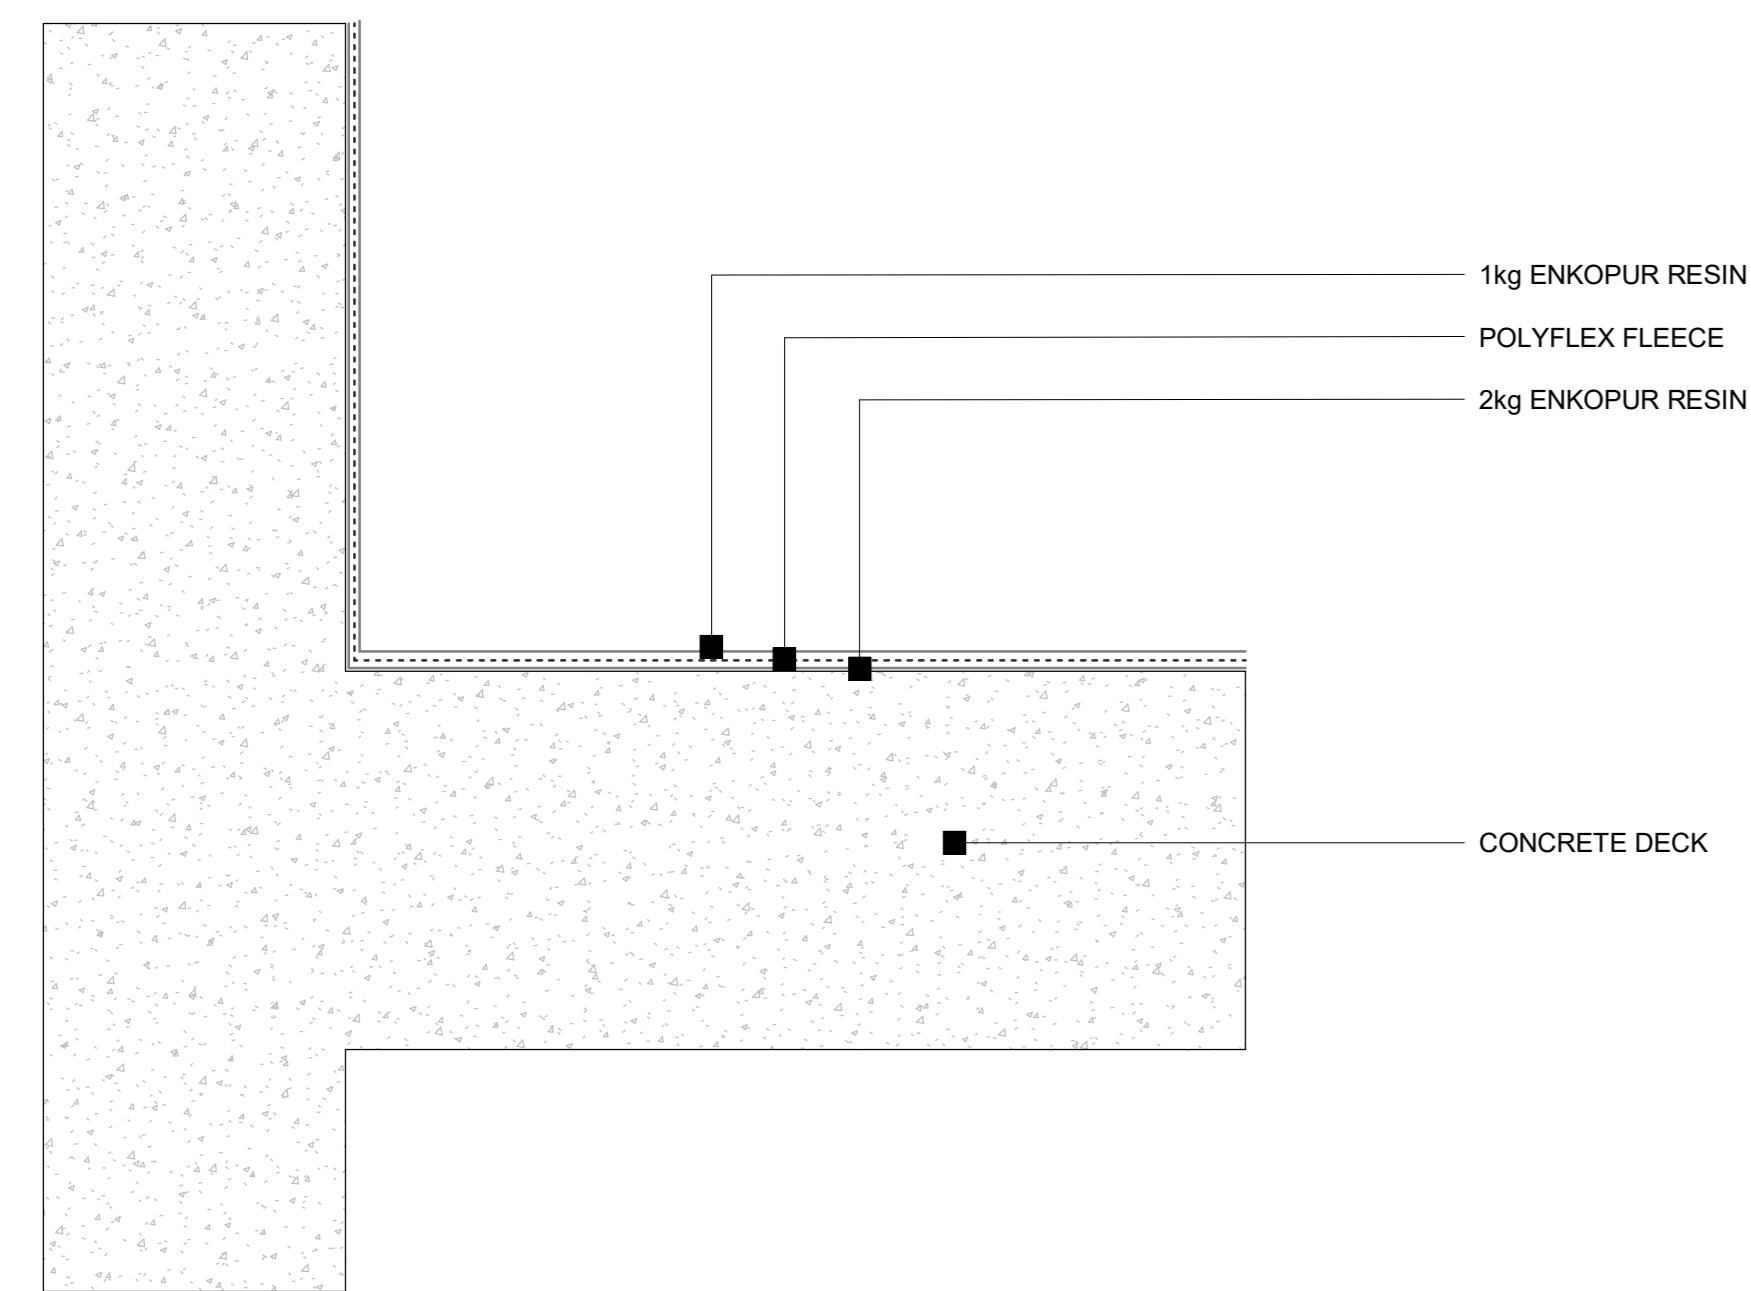 1kg ENKOPUR RESIN
POLYFLEX FLEECE
2kg ENKOPUR RESIN
CONCRETE DECK